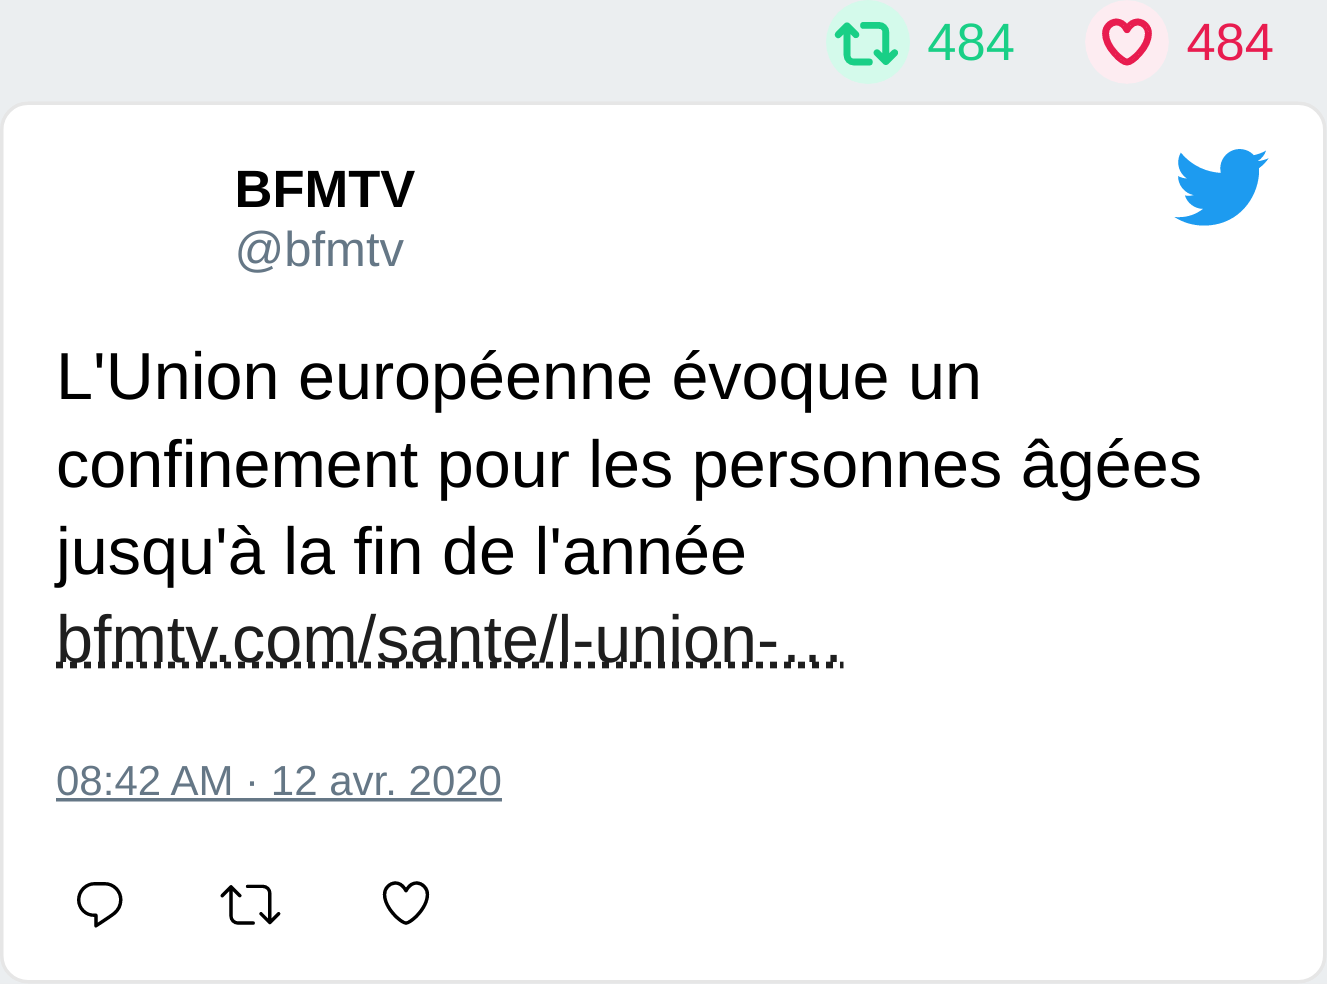 484 484
BFMTV
@bfmtv
L'Union européenne évoque un
confinement pour les personnes âgées
jusqu'à la fin de l'année
bfmtv.com/sante/l-union-…
08:42 AM · 12 avr. 2020